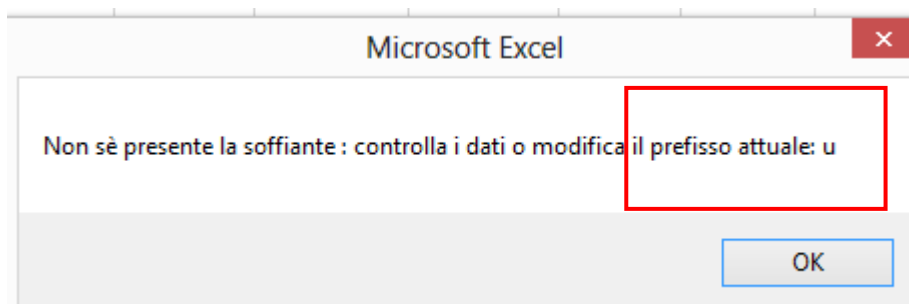 Microsoft Excel
Non sè presente la soffiante : controlla i dati o modifica il prefisso attuale: u
OK